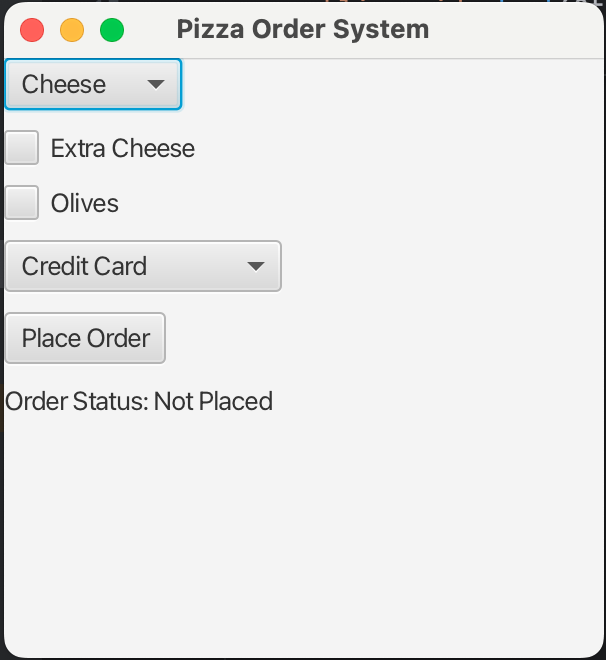 Pizza Order System
Cheese
Extra Cheese
Olives
Credit Card
Place Order
Order Status: Not Placed